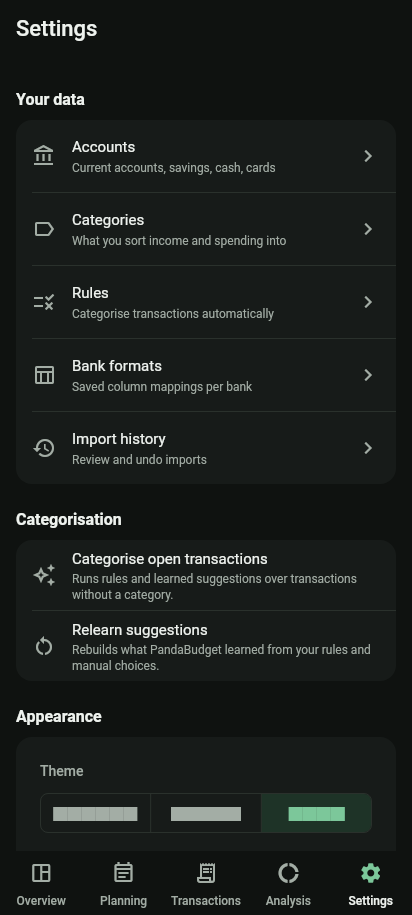 Settings
Your data
Accounts
Current accounts, savings, cash, cards
Categories
What you sort income and spending into
Rules
Categorise transactions automatically
Bank formats
Saved column mappings per bank
Import history
Review and undo imports
Categorisation
Categorise open transactions
Runs rules and learned suggestions over transactions
without a category.
Relearn suggestions
Rebuilds what PandaBudget learned from your rules and
manual choices.
Appearance
Theme
Overview
Planning
Transactions
Analysis
Settings